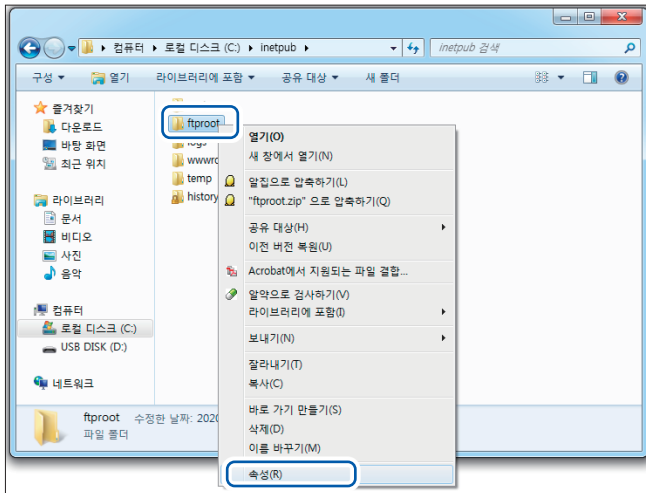 컴퓨터 ▸ 로컬 디스크 (C:) ▸ inetpub ▸
inetpub 검색
구성 열기 라이브러리에 포함 공유 대상 새 폴더
즐겨찾기
다운로드
바탕 화면
최근 위치
라이브러리
문서
비디오
사진
음악
컴퓨터
로컬 디스크 (C:)
USB DISK (D:)
네트워크
ftproot
logs
wwwro
temp
history
열기(O)
새 창에서 열기(N)
알집으로 압축하기(L)
"ftproot.zip" 으로 압축하기(Q)
공유 대상(H)
이전 버전 복원(U)
Acrobat에서 지원되는 파일 결합...
알약으로 검사하기(V)
라이브러리에 포함(I)
보내기(N)
잘라내기(T)
복사(C)
바로 가기 만들기(S)
삭제(D)
이름 바꾸기(M)
속성(R)
ftproot 수정한 날짜: 202
파일 폴더